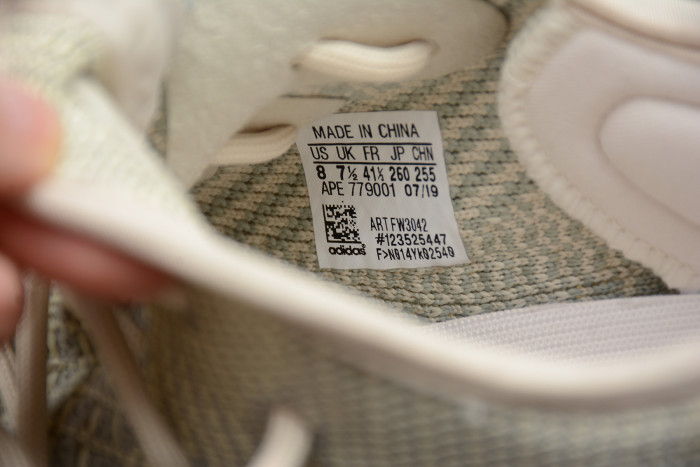 MADE IN CHINA
US UK FR JP CHN
8 7½ 41⅓ 260 255
APE 779001 07/19
ART FW3042
#123525447
adidas
F>N014YK02540